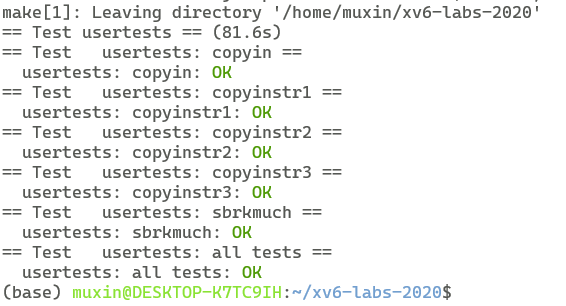 make[1]: Leaving directory '/home/muxin/xv6-labs-2020'
== Test usertests == (81.6s)
== Test   usertests: copyin ==
  usertests: copyin: OK
== Test   usertests: copyinstr1 ==
  usertests: copyinstr1: OK
== Test   usertests: copyinstr2 ==
  usertests: copyinstr2: OK
== Test   usertests: copyinstr3 ==
  usertests: copyinstr3: OK
== Test   usertests: sbrkmuch ==
  usertests: sbrkmuch: OK
== Test   usertests: all tests ==
  usertests: all tests: OK
(base) muxin@DESKTOP-K7TC9IH:~/xv6-labs-2020$